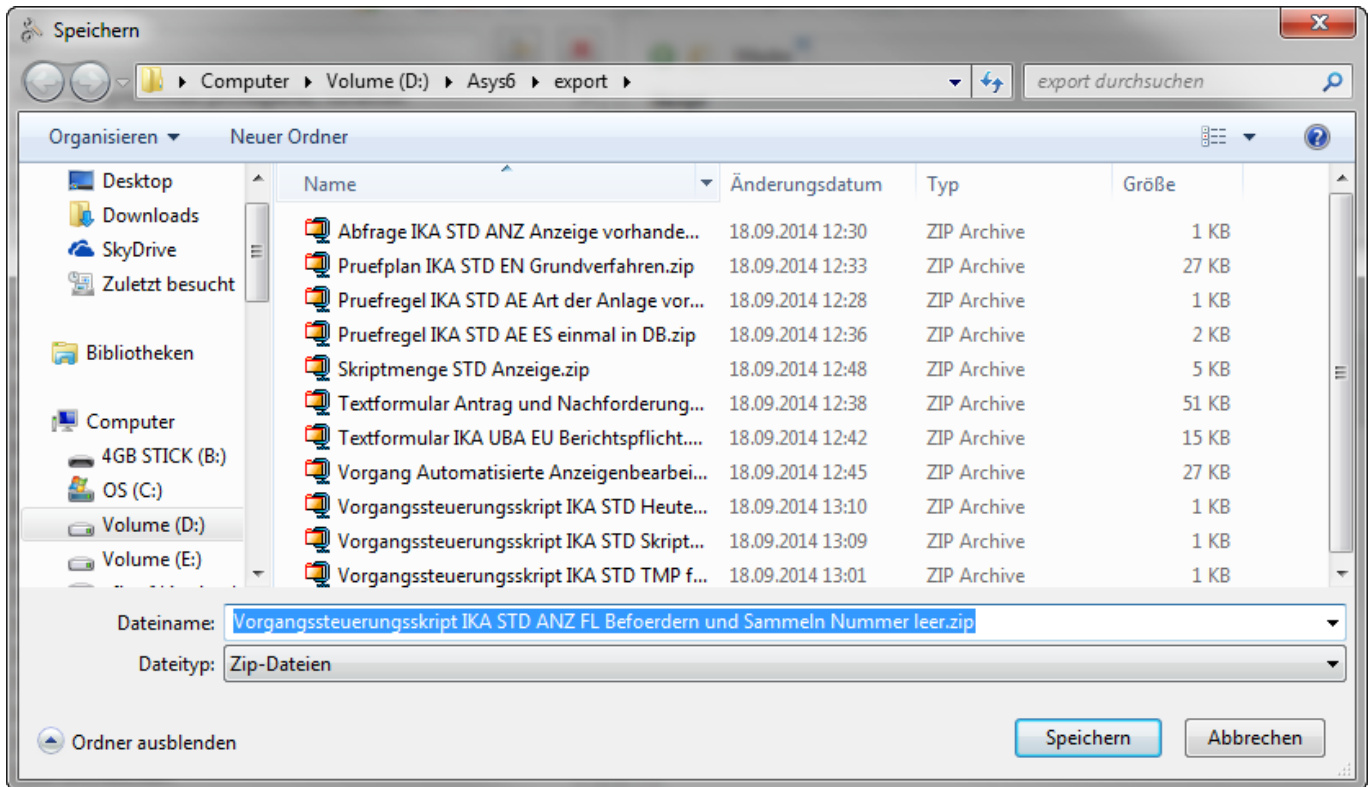 Speichern
Computer ▸ Volume (D:) ▸ Asys6 ▸ export ▸
export durchsuchen
Organisieren
Neuer Ordner
Desktop
Downloads
SkyDrive
Zuletzt besucht
Bibliotheken
Computer
4GB STICK (B:)
OS (C:)
Volume (D:)
Volume (E:)
Name Änderungsdatum Typ Größe
Abfrage IKA STD ANZ Anzeige vorhande... 18.09.2014 12:30 ZIP Archive 1 KB
Pruefplan IKA STD EN Grundverfahren.zip 18.09.2014 12:33 ZIP Archive 27 KB
Pruefregel IKA STD AE Art der Anlage vor... 18.09.2014 12:28 ZIP Archive 1 KB
Pruefregel IKA STD AE ES einmal in DB.zip 18.09.2014 12:36 ZIP Archive 2 KB
Skriptmenge STD Anzeige.zip 18.09.2014 12:48 ZIP Archive 5 KB
Textformular Antrag und Nachforderung... 18.09.2014 12:38 ZIP Archive 51 KB
Textformular IKA UBA EU Berichtspflicht.... 18.09.2014 12:42 ZIP Archive 15 KB
Vorgang Automatisierte Anzeigenbearbei... 18.09.2014 12:45 ZIP Archive 27 KB
Vorgangssteuerungsskript IKA STD Heute... 18.09.2014 13:10 ZIP Archive 1 KB
Vorgangssteuerungsskript IKA STD Skript... 18.09.2014 13:09 ZIP Archive 1 KB
Vorgangssteuerungsskript IKA STD TMP f... 18.09.2014 13:01 ZIP Archive 1 KB
Dateiname: Vorgangssteuerungsskript IKA STD ANZ FL Befoerdern und Sammeln Nummer leer.zip
Dateityp: Zip-Dateien
Ordner ausblenden
Speichern
Abbrechen